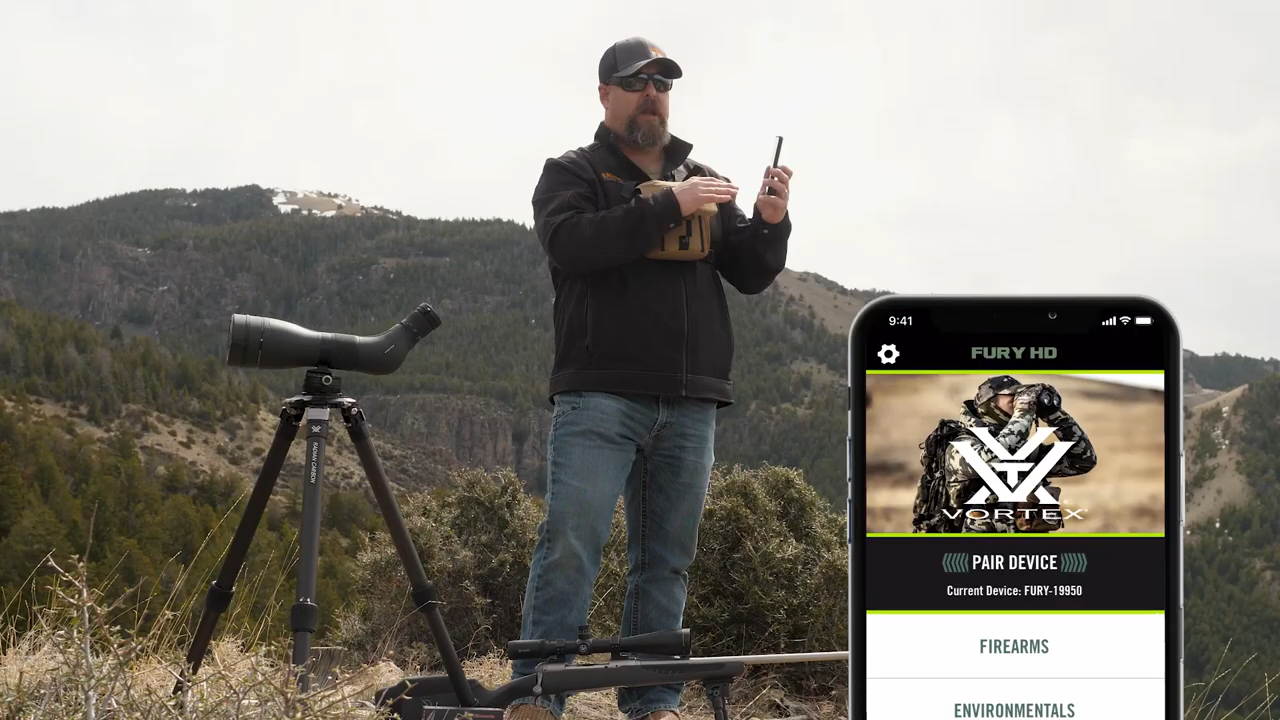 RADIAN CARBON
9:41
FURY HD
VORTEX
PAIR DEVICE
Current Device: FURY-19950
FIREARMS
ENVIRONMENTALS